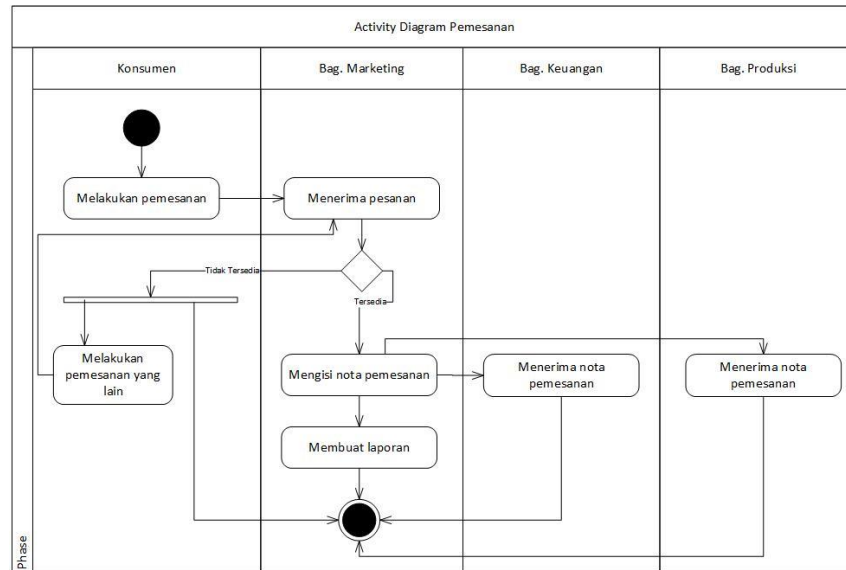 Activity Diagram Pemesanan
Konsumen
Bag. Marketing
Bag. Keuangan
Bag. Produksi
Melakukan pemesanan
Menerima pesanan
Tidak Tersedia
Tersedia
Melakukan
pemesanan yang
lain
Mengisi nota pemesanan
Menerima nota
pemesanan
Menerima nota
pemesanan
Membuat laporan
Phase